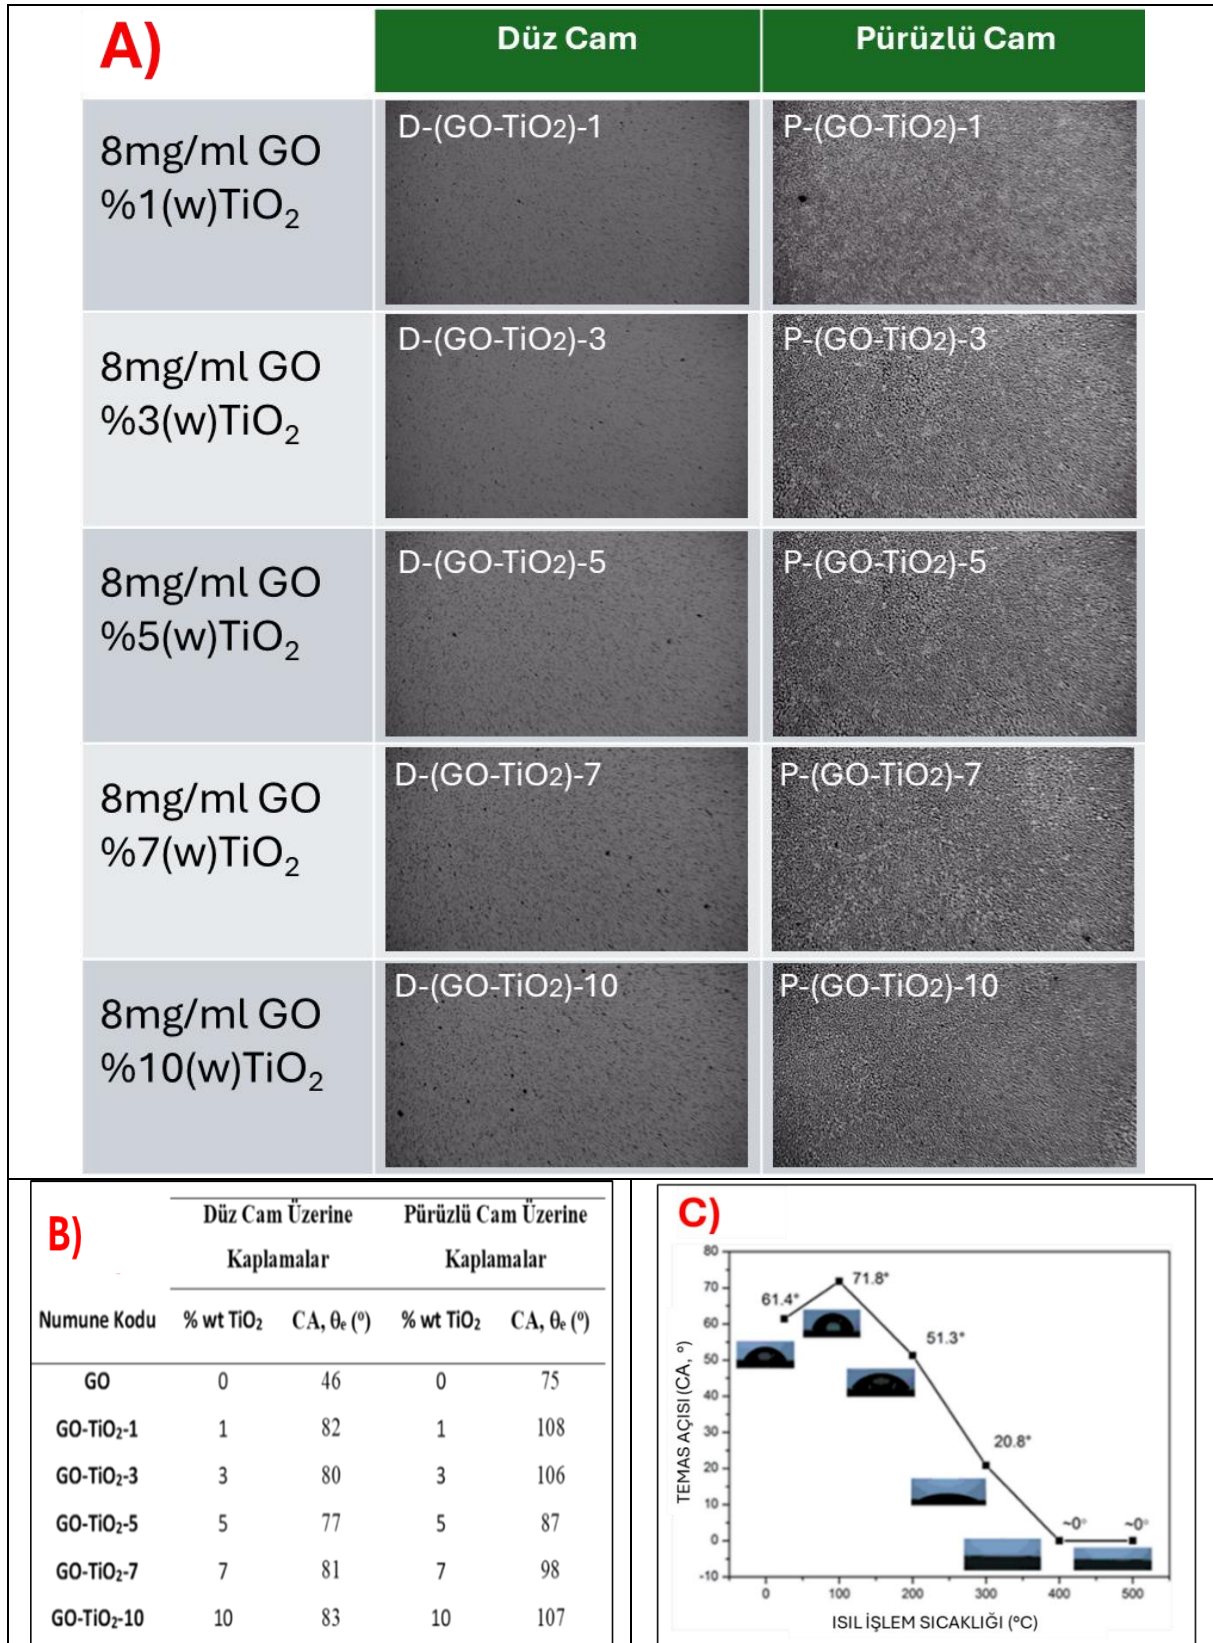 A)
Düz Cam
Pürüzlü Cam
8mg/ml GO
%1(w)TiO₂
D-(GO-TiO2)-1
P-(GO-TiO2)-1
8mg/ml GO
%3(w)TiO₂
D-(GO-TiO2)-3
P-(GO-TiO2)-3
8mg/ml GO
%5(w)TiO₂
D-(GO-TiO2)-5
P-(GO-TiO2)-5
8mg/ml GO
%7(w)TiO₂
D-(GO-TiO2)-7
P-(GO-TiO2)-7
8mg/ml GO
%10(w)TiO₂
D-(GO-TiO2)-10
P-(GO-TiO2)-10
B)
Düz Cam Üzerine Kaplamalar
Pürüzlü Cam Üzerine Kaplamalar
Numune Kodu % wt TiO₂ CA, θₑ (°) % wt TiO₂ CA, θₑ (°)
GO 0 46 0 75
GO-TiO₂-1 1 82 1 108
GO-TiO₂-3 3 80 3 106
GO-TiO₂-5 5 77 5 87
GO-TiO₂-7 7 81 7 98
GO-TiO₂-10 10 83 10 107
C)
TEMAS AÇISI (CA, °)
80
70
60
50
40
30
20
10
0
-10
61.4°
71.8°
51.3°
20.8°
~0°
~0°
0 100 200 300 400 500
ISIL İŞLEM SICAKLIĞI (°C)